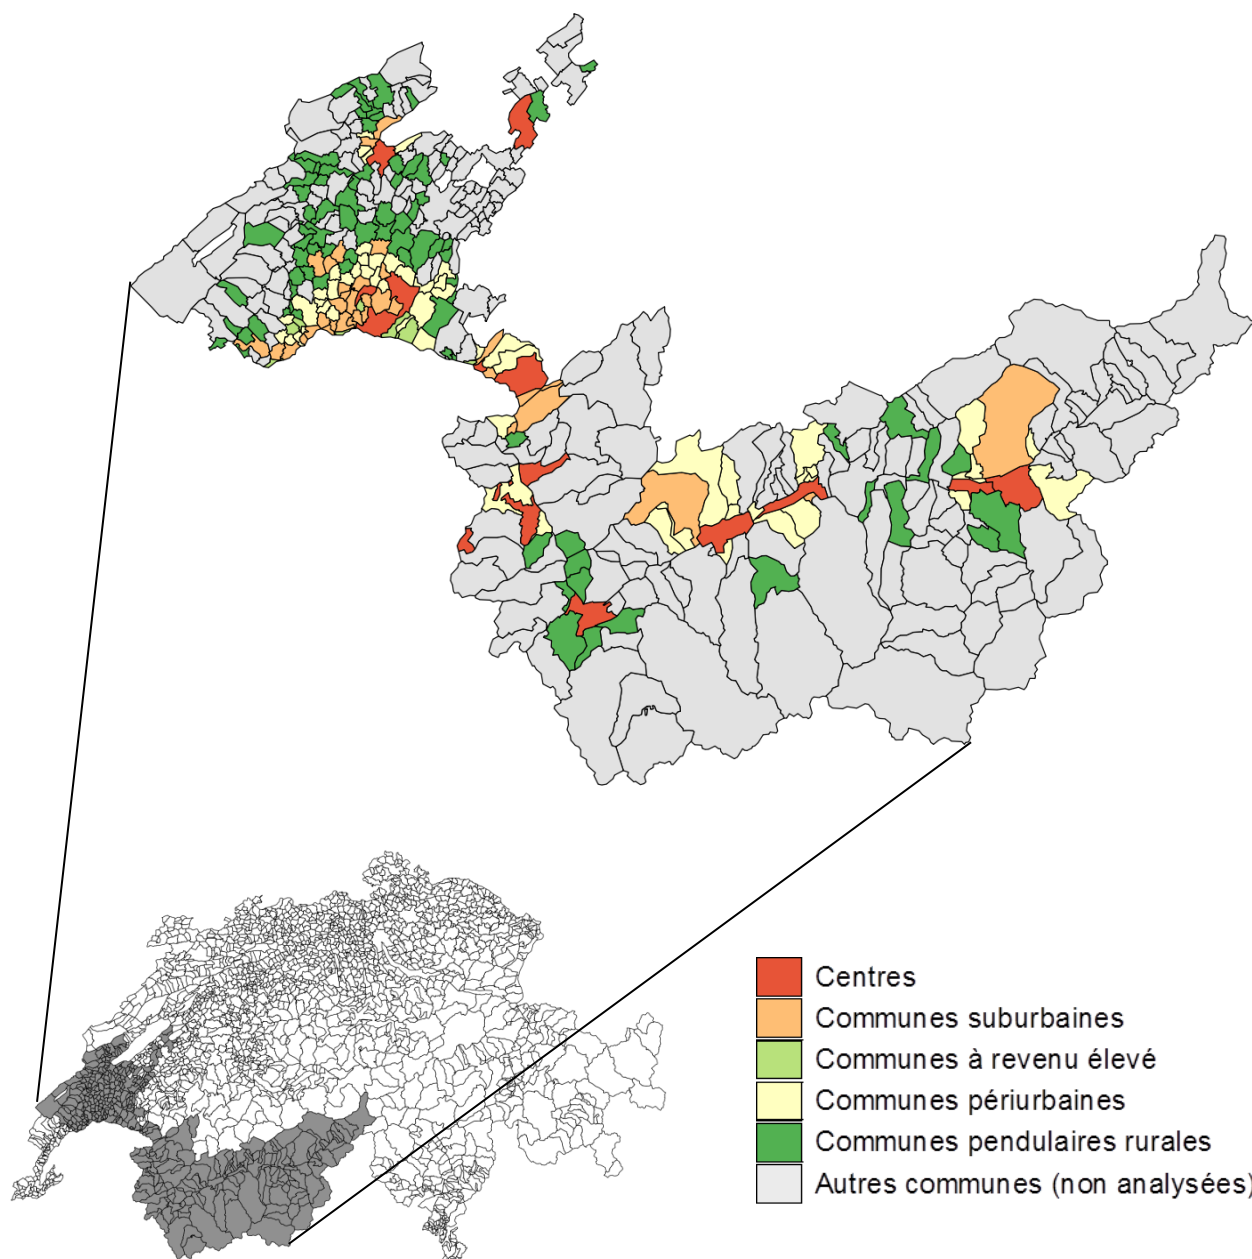 Centres
Communes suburbaines
Communes à revenu élevé
Communes périurbaines
Communes pendulaires rurales
Autres communes (non analysées)